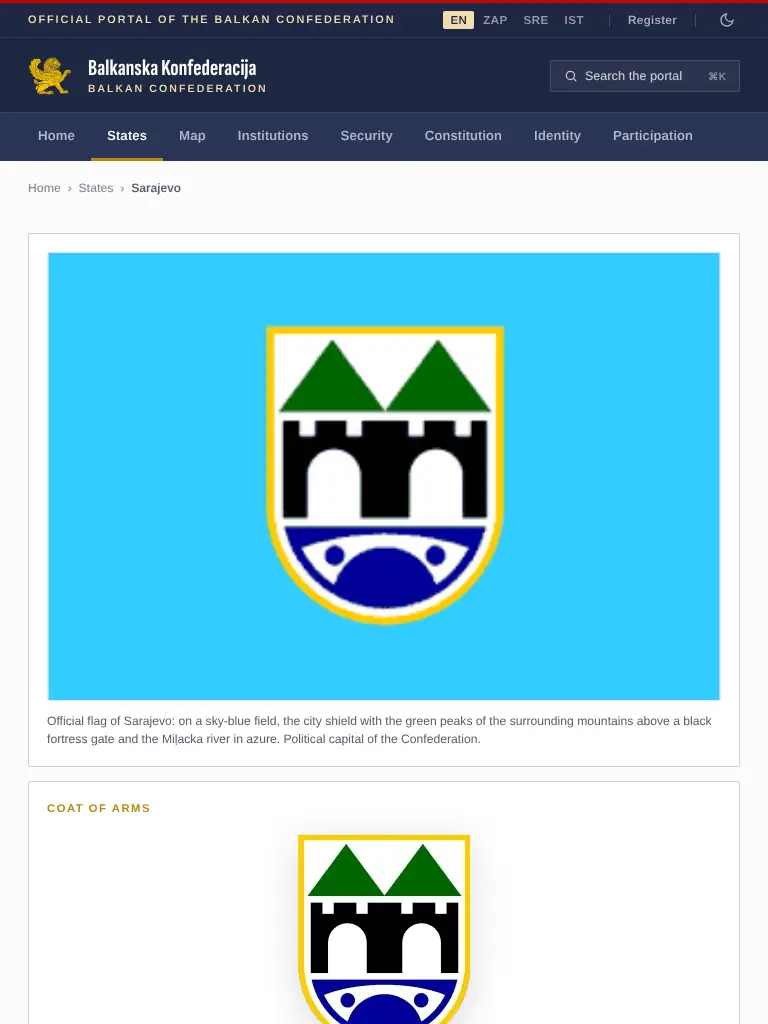 OFFICIAL PORTAL OF THE BALKAN CONFEDERATION
EN ZAP SRE IST Register
Balkanska Konfederacija
BALKAN CONFEDERATION
Search the portal ⌘K
Home States Map Institutions Security Constitution Identity Participation
Home › States › Sarajevo
Official flag of Sarajevo: on a sky-blue field, the city shield with the green peaks of the surrounding mountains above a black
fortress gate and the Miļacka river in azure. Political capital of the Confederation.
COAT OF ARMS